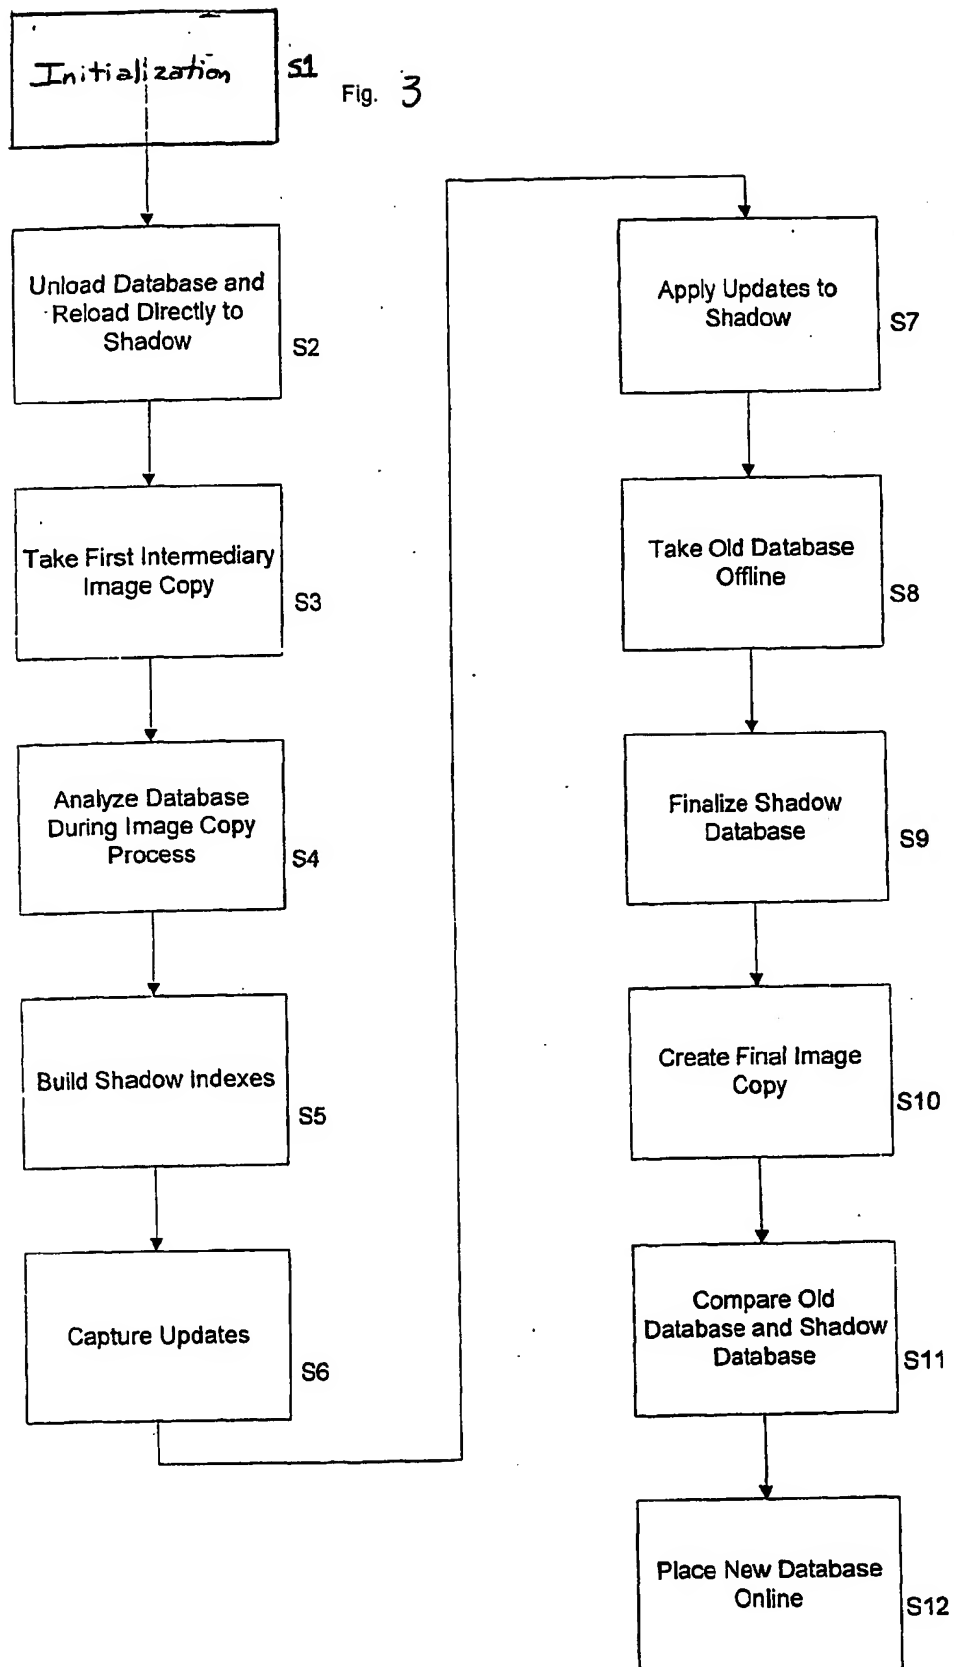 Initialization
S1
Fig. 3
Unload Database and
Reload Directly to
Shadow
S2
Take First Intermediary
Image Copy
S3
Analyze Database
During Image Copy
Process
S4
Build Shadow Indexes
S5
Capture Updates
S6
Apply Updates to
Shadow
S7
Take Old Database
Offline
S8
Finalize Shadow
Database
S9
Create Final Image
Copy
S10
Compare Old
Database and Shadow
Database
S11
Place New Database
Online
S12